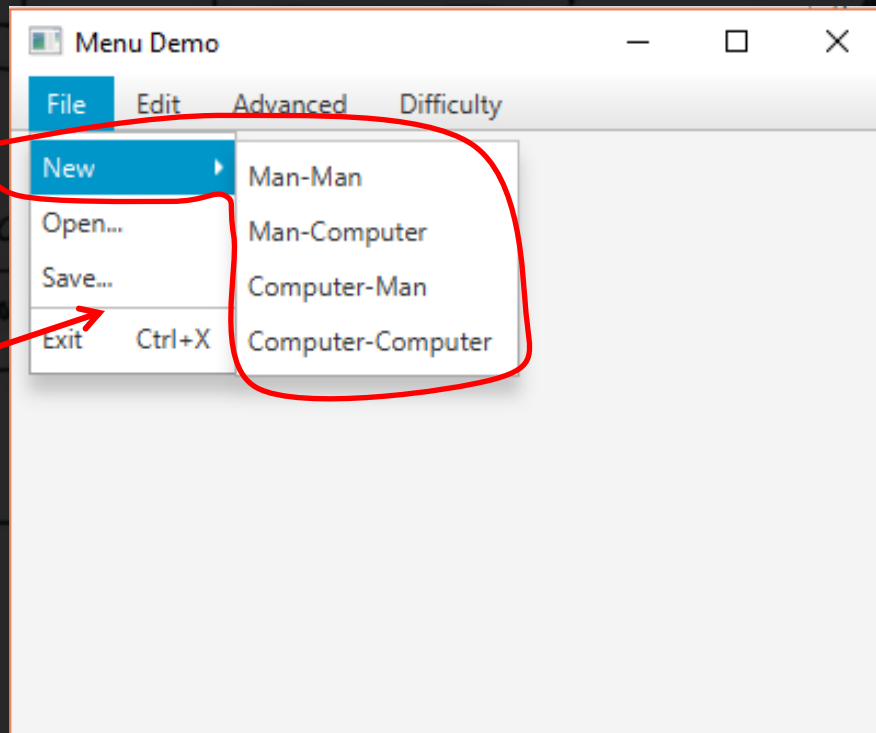 Menu Demo
File Edit Advanced Difficulty
New
Open...
Save...
Exit Ctrl+X
Man-Man
Man-Computer
Computer-Man
Computer-Computer